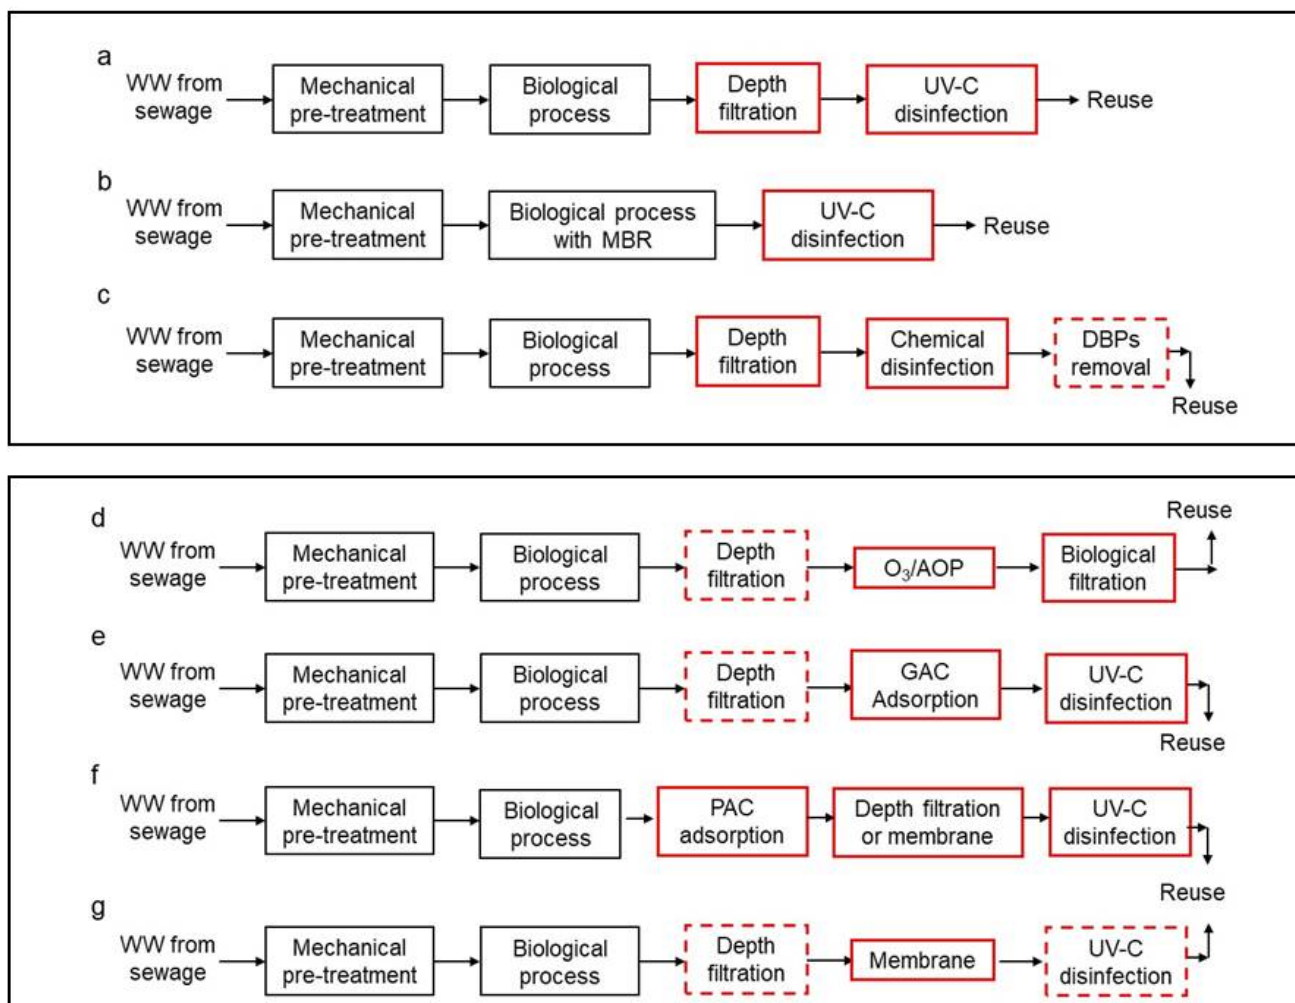 a
WW from
sewage
Mechanical
pre-treatment
Biological
process
Depth
filtration
UV-C
disinfection
Reuse
b
WW from
sewage
Mechanical
pre-treatment
Biological process
with MBR
UV-C
disinfection
Reuse
c
WW from
sewage
Mechanical
pre-treatment
Biological
process
Depth
filtration
Chemical
disinfection
DBPs
removal
Reuse
d
WW from
sewage
Mechanical
pre-treatment
Biological
process
Depth
filtration
O₃/AOP
Biological
filtration
Reuse
e
WW from
sewage
Mechanical
pre-treatment
Biological
process
Depth
filtration
GAC
Adsorption
UV-C
disinfection
Reuse
f
WW from
sewage
Mechanical
pre-treatment
Biological
process
PAC
adsorption
Depth filtration
or membrane
UV-C
disinfection
Reuse
g
WW from
sewage
Mechanical
pre-treatment
Biological
process
Depth
filtration
Membrane
UV-C
disinfection